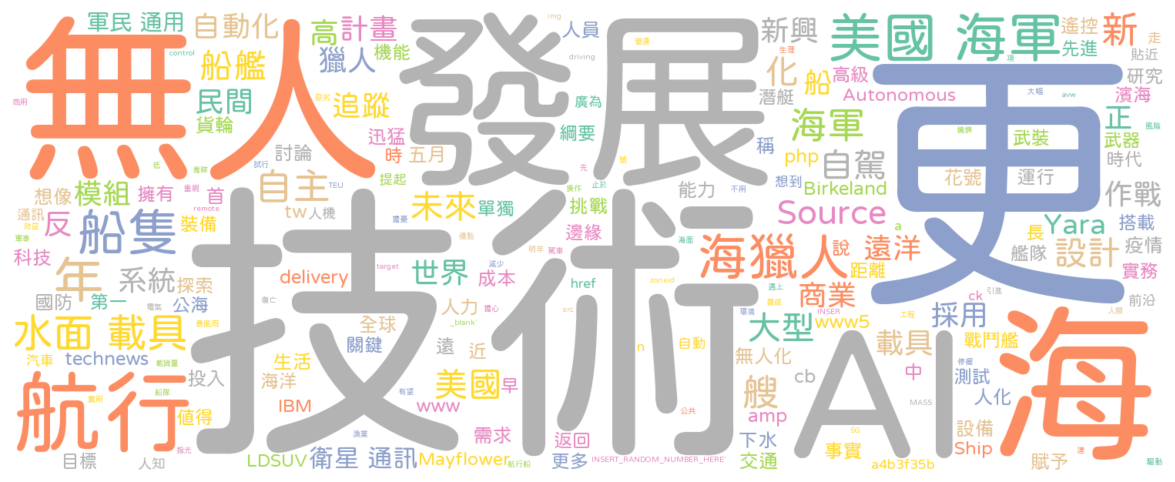 軍民 通用
自動化
高
計畫
船艦
獵人
機能
民間
追蹤
貨輪
迅猛
無人
發展
人員
廣為
綱要
新興
美國 海軍
遙控
新
先進
走
化
船
高級
貼近
研究
潛艇
Autonomous
濱海
海軍
正
武裝
武器
稱
php
自駕
時代
想到
Birkeland
花號
運行
作戰
更
control
driving
討論
時
五月
想像
模組
擁有
首
自主
提起
通訊
反
tw
人機
未來
單獨
挑戰
能力
Source
a
Yara
搭載
船隻
裝備
邊緣
海獵人
說
遠洋
長
設計
疫情
艦隊
科技
年
系統
探索
delivery
世界
成本
href
距離
實務
國防
第一
公海
人力
商業
ck
前沿
技術
水面 載具
全球
遠
近
大型
www5
採用
汽車
technews
關鍵
自動
無人化
載具
戰鬥艦
海
生活
航行
投入
海洋
美國
早
艘
cb
中
測試
人化
值得
IBM
www
amp
AI
目標
人知
需求
返回
下水
設備
LDSUV
衛星 通訊
Mayflower
更多
交通
事實
Ship
a4b3f35b
賦予
INSERT_RANDOM_NUMBER_HERE'
remote
TEU
target
_blank
n
MASS
5G